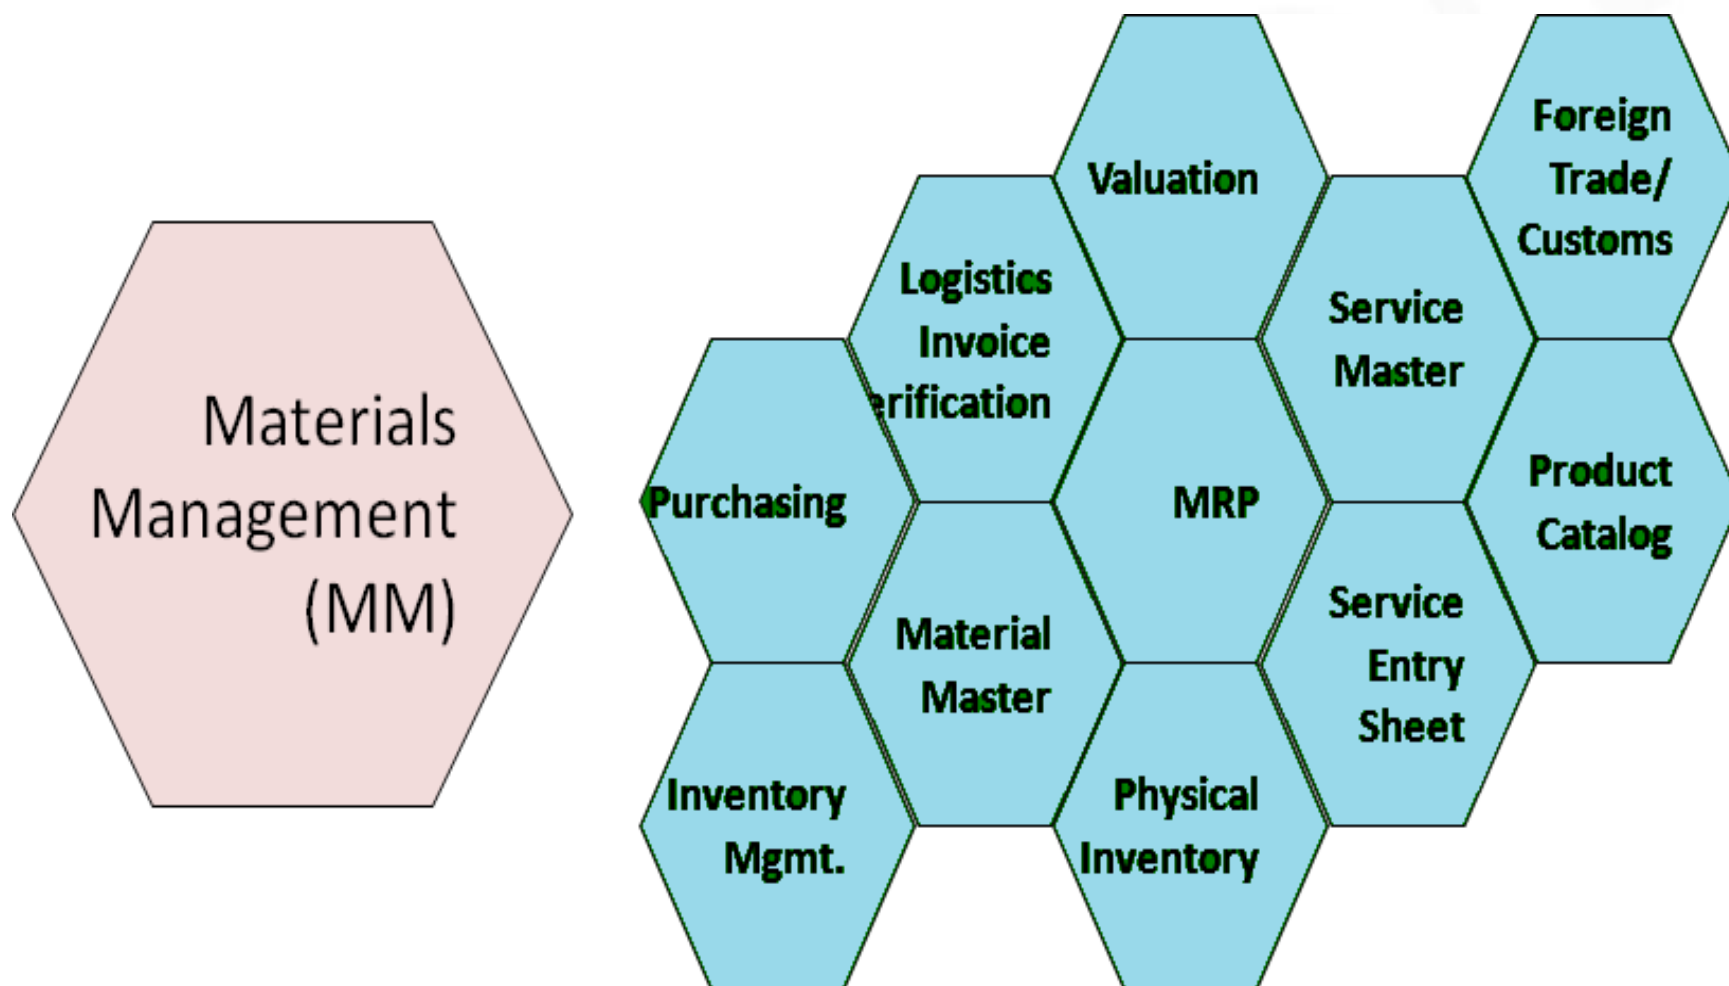 Materials
Management
(MM)
Purchasing
Inventory
Mgmt.
Logistics
Invoice
erification
Material
Master
Valuation
MRP
Physical
Inventory
Service
Master
Service
Entry
Sheet
Foreign
Trade/
Customs
Product
Catalog